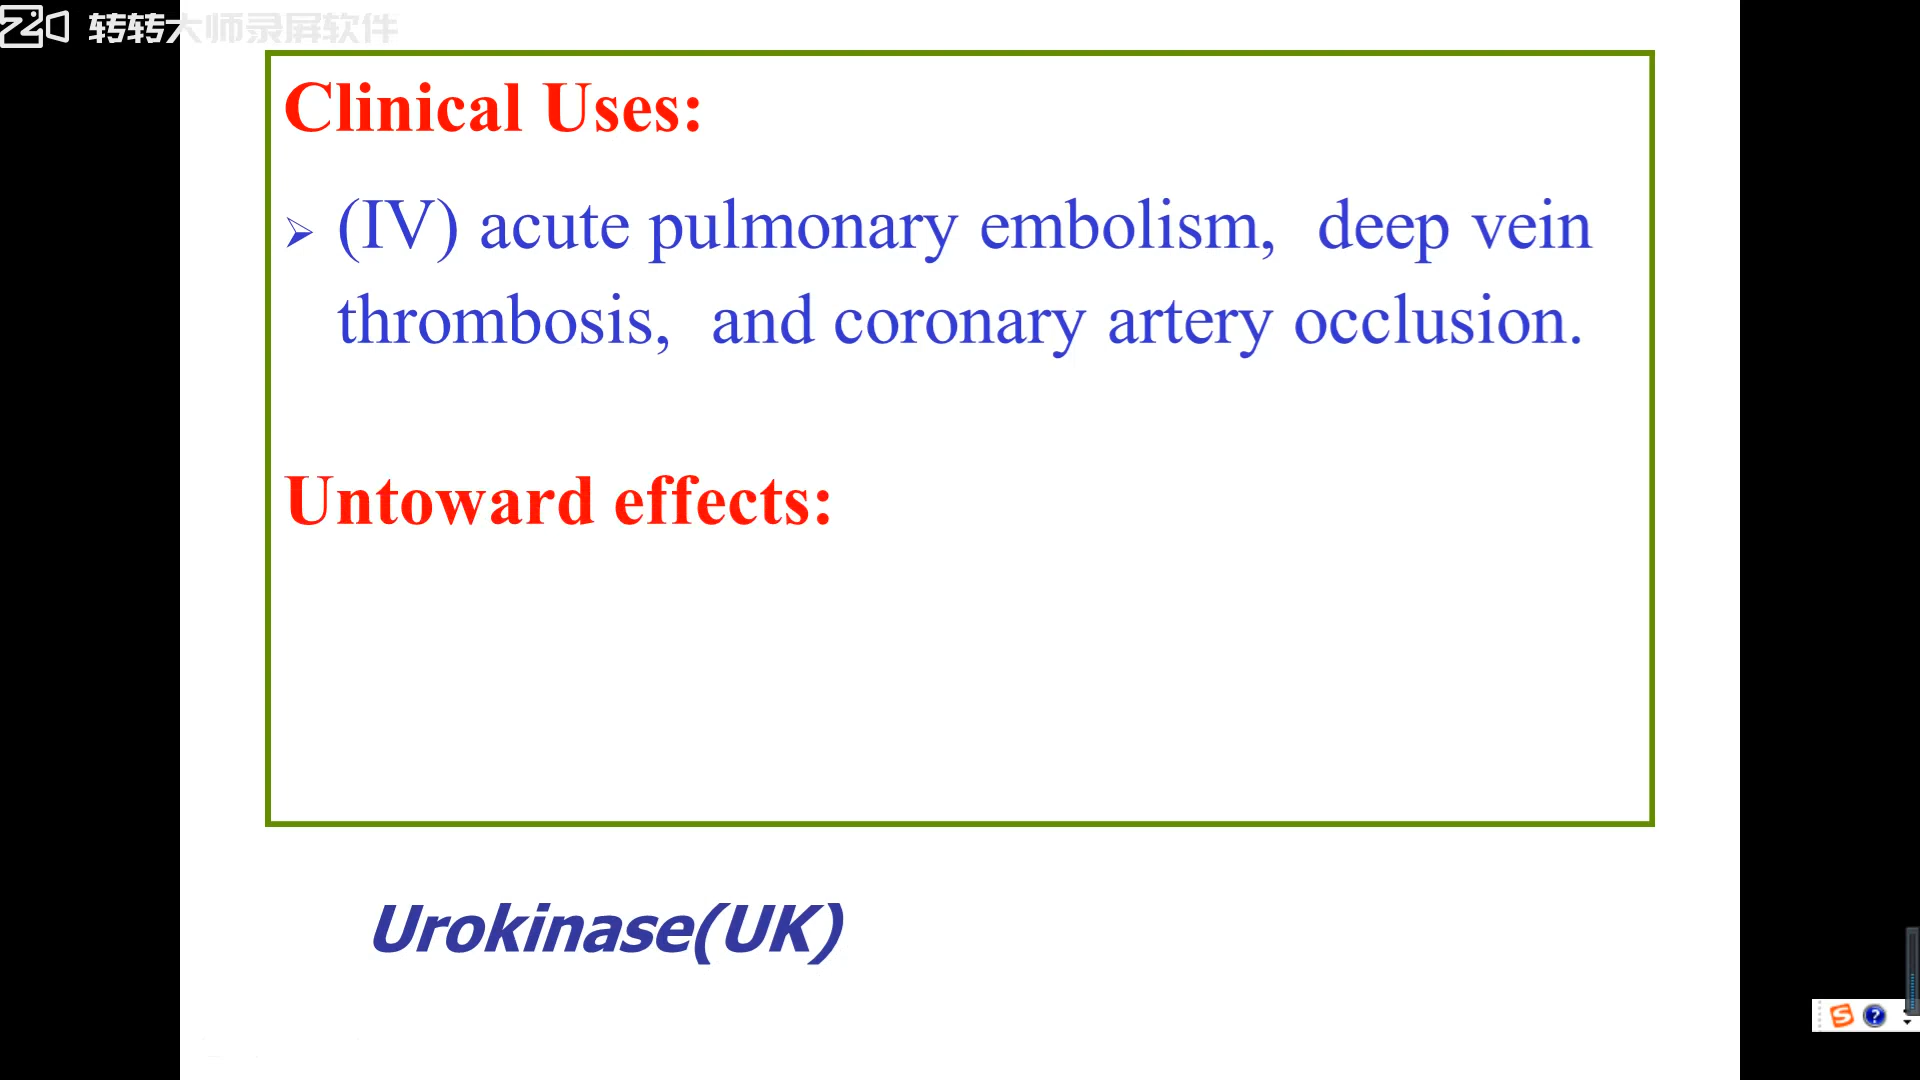 转转大师录屏软件
Clinical Uses:
➢ (IV) acute pulmonary embolism, deep vein
thrombosis, and coronary artery occlusion.
Untoward effects:
Urokinase(UK)